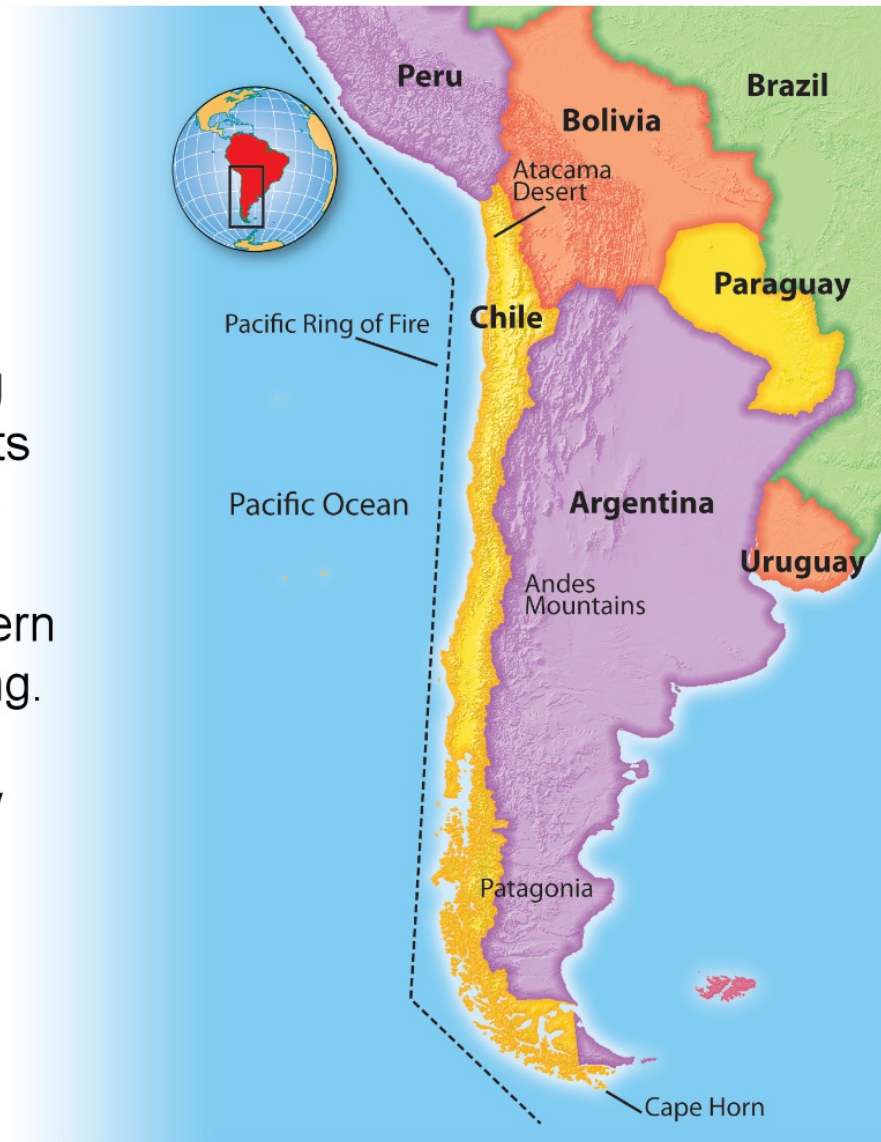 Peru
Brazil
Bolivia
Atacama
Desert
Paraguay
Pacific Ring of Fire
Chile
Pacific Ocean
Argentina
Uruguay
Andes
Mountains
ern
Patagonia
Cape Horn